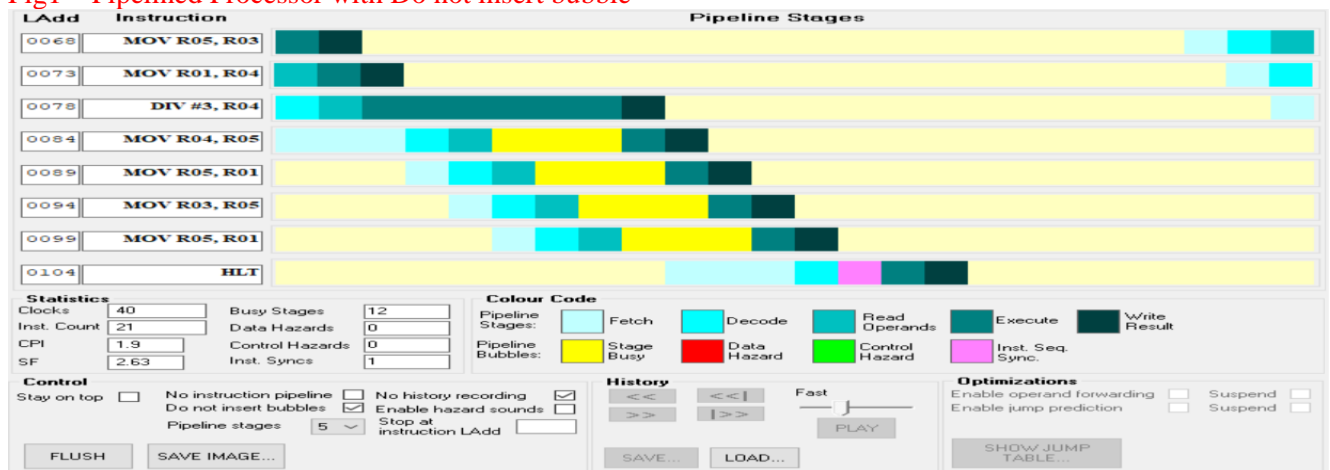 Fig1 – Pipelined Processor with Do not insert bubble
LAdd Instruction Pipeline Stages
0068 MOV R05, R03
0073 MOV R01, R04
0078 DIV #3, R04
0084 MOV R04, R05
0089 MOV R05, R01
0094 MOV R03, R05
0099 MOV R05, R01
0104 HLT
Statistics
Clocks 40 Busy Stages 12
Inst. Count 21 Data Hazards 0
CPI 1.9 Control Hazards 0
SF 2.63 Inst. Syncs 1
Colour Code
Pipeline Stages: Fetch Decode Read Operands Execute Write Result
Pipeline Bubbles: Stage Busy Data Hazard Control Hazard Inst. Seq. Sync.
Control
Stay on top No instruction pipeline No history recording
Do not insert bubbles Enable hazard sounds
Pipeline stages 5 Stop at instruction LAdd
FLUSH SAVE IMAGE...
History
<< <<| Fast
>> |>> PLAY
SAVE... LOAD...
Optimizations
Enable operand forwarding Suspend
Enable jump prediction Suspend
SHOW JUMP TABLE...